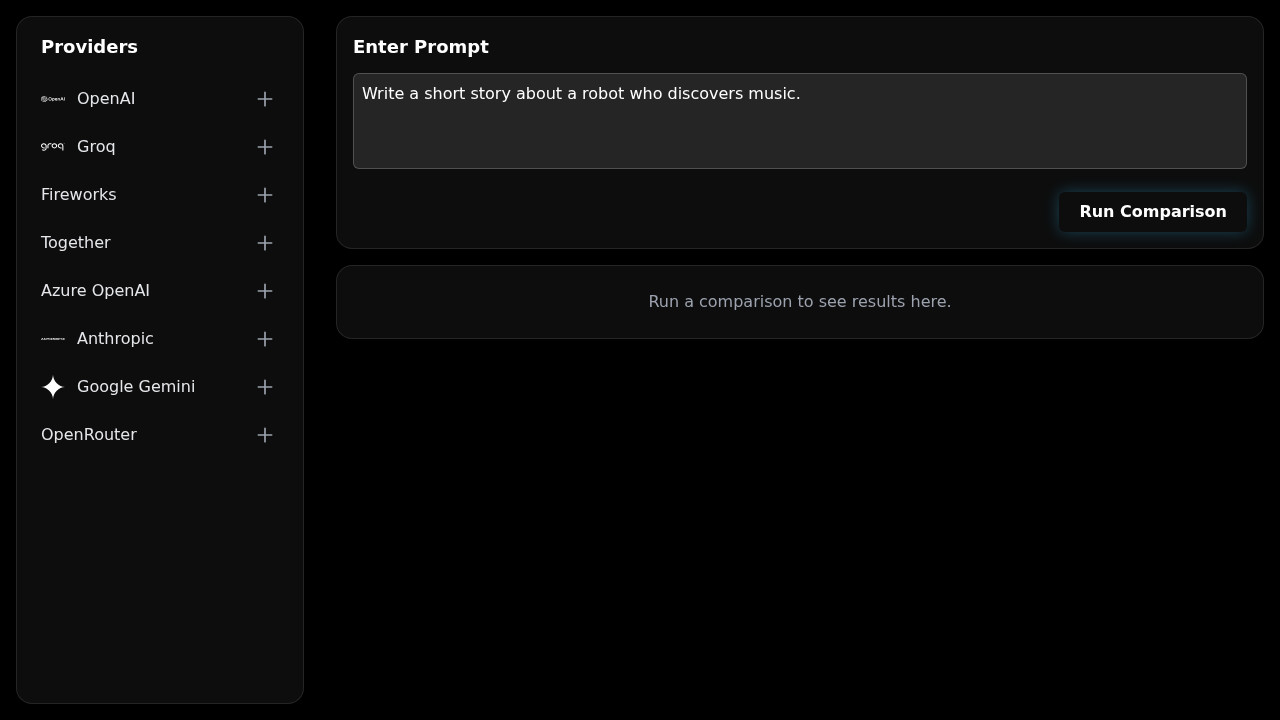 Providers
OpenAI OpenAI
groq Groq
Fireworks
Together
Azure OpenAI
Anthropic
Google Gemini
OpenRouter
Enter Prompt
Write a short story about a robot who discovers music.
Run Comparison
Run a comparison to see results here.